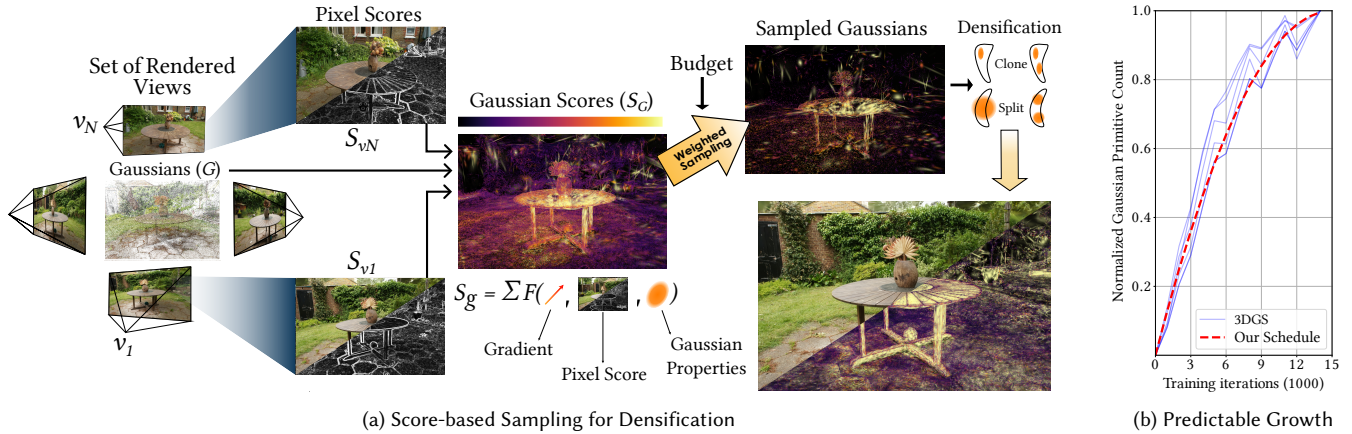 Pixel Scores
Set of Rendered
Views
v_N
S_vN
Gaussians (G)
S_v1
v_1
Gaussian Scores (S_G)
S_g = Σ F( , , )
Gradient
Pixel Score
Gaussian
Properties
Budget
Weighted
Sampling
Sampled Gaussians
Densification
Clone
Split
(a) Score-based Sampling for Densification
Normalized Gaussian Primitive Count
1.0
0.8
0.6
0.4
0.2
3DGS
Our Schedule
0 3 6 9 12 15
Training iterations (1000)
(b) Predictable Growth